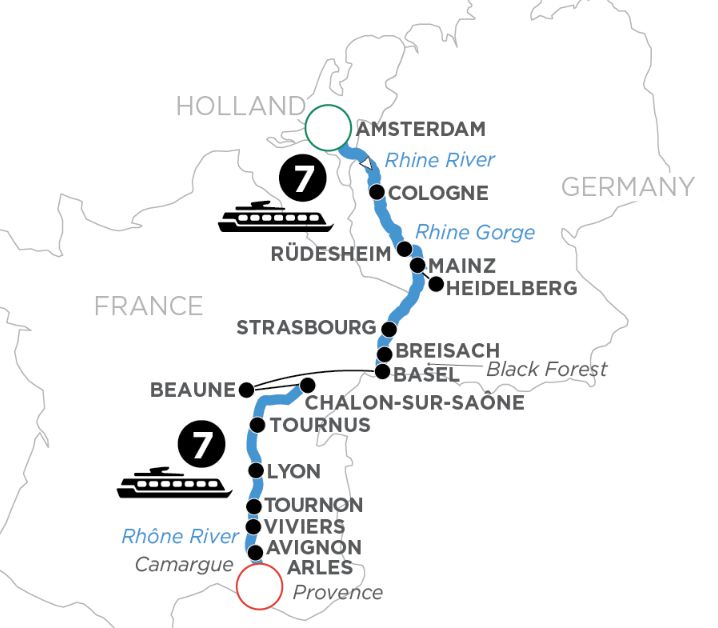 HOLLAND
AMSTERDAM
Rhine River
7
GERMANY
COLOGNE
Rhine Gorge
RÜDESHEIM
MAINZ
HEIDELBERG
FRANCE
STRASBOURG
BREISACH
Black Forest
BASEL
BEAUNE
CHALON-SUR-SAÔNE
TOURNUS
7
LYON
TOURNON
VIVIERS
Rhône River
AVIGNON
Camargue
ARLES
Provence